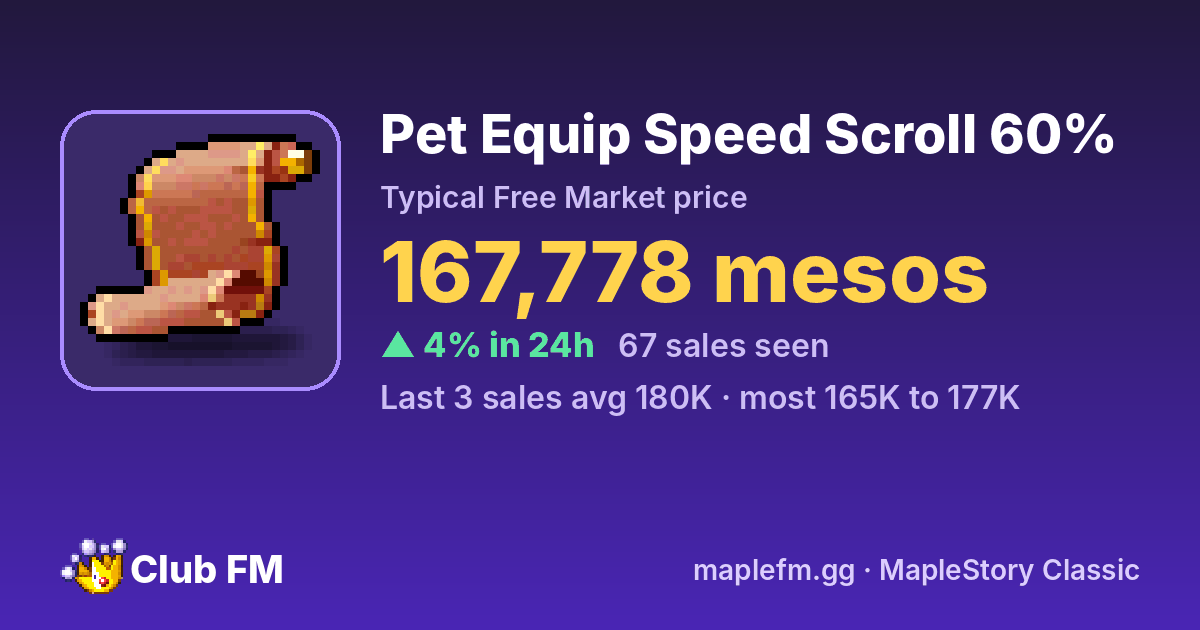 Pet Equip Speed Scroll 60%
Typical Free Market price
167,778 mesos
▲ 4% in 24h 67 sales seen
Last 3 sales avg 180K · most 165K to 177K
Club FM
maplefm.gg · MapleStory Classic